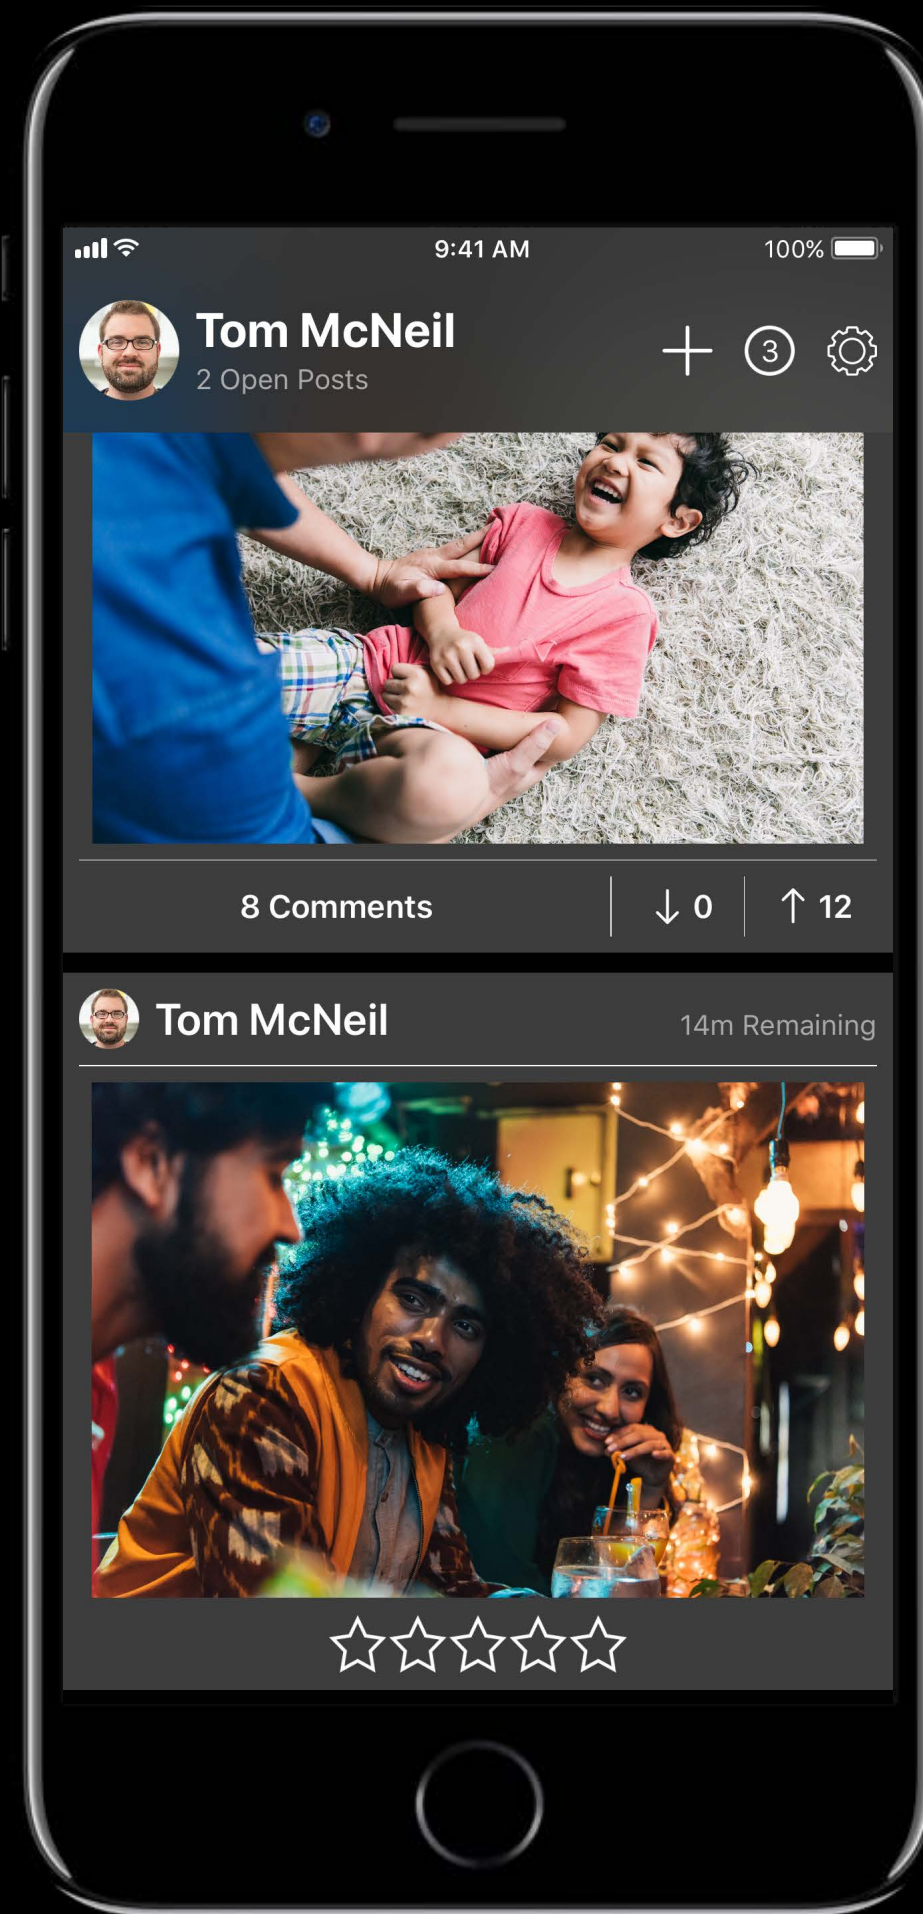 9:41 AM
100%
Tom McNeil
2 Open Posts
3
8 Comments
↓ 0
↑ 12
Tom McNeil
14m Remaining